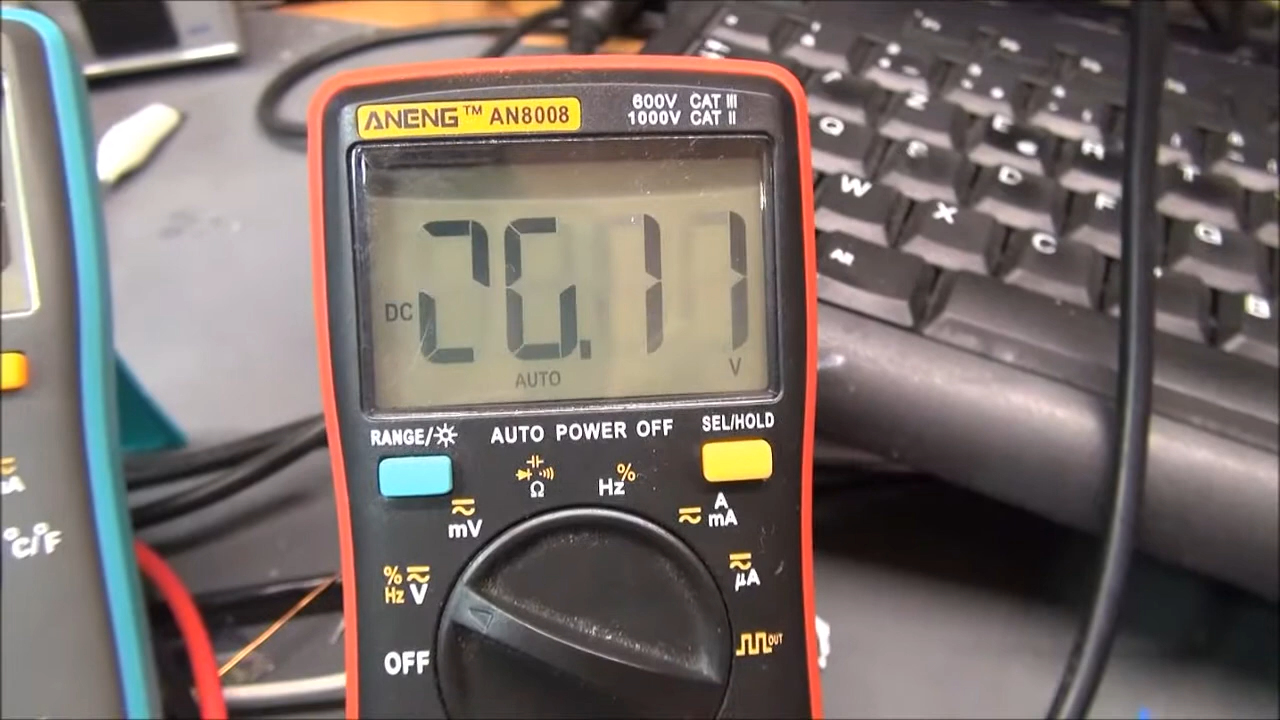 ANENG™ AN8008
600V CAT III
1000V CAT II
DC 26.11 V
AUTO
RANGE/ AUTO POWER OFF SEL/HOLD
Ω
Hz %
mV
A
mA
% Hz V
µA
OFF
OUT
°C/°F
W
X
C
D
F
Alt
B